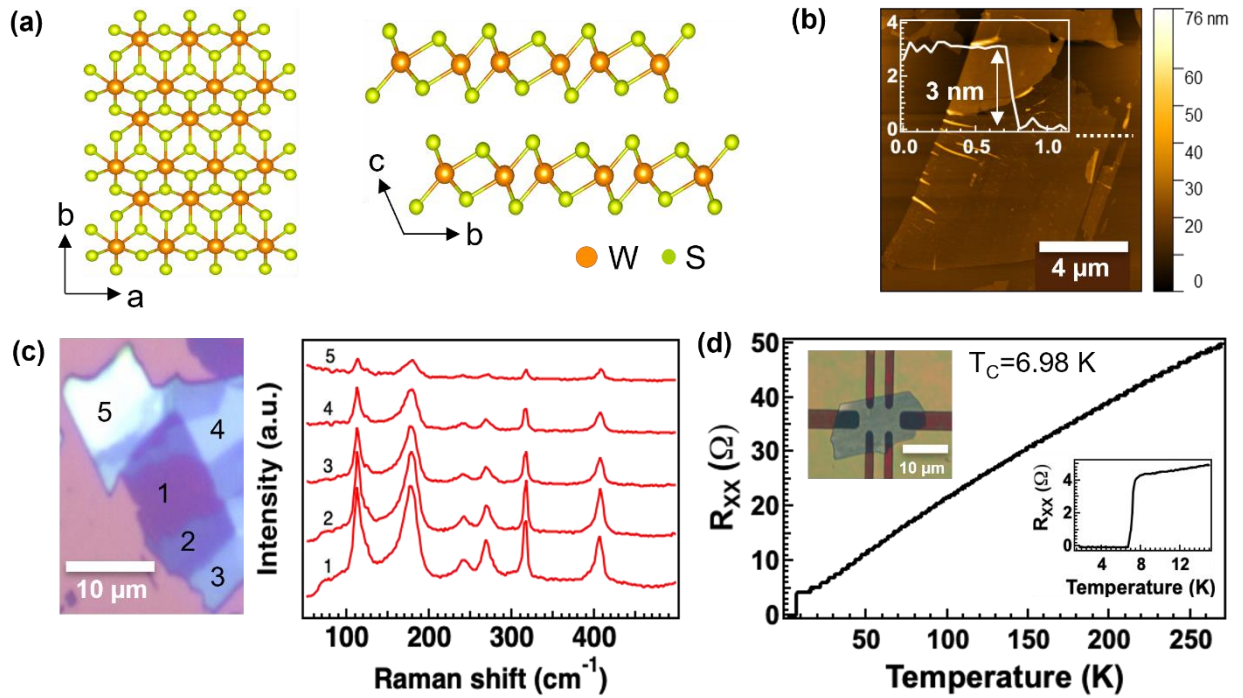 (a)
b
a
c
b
W
S
(b)
4
2
0
3 nm
0.0 0.5 1.0
4 µm
76 nm
60
50
40
30
20
10
0
(c)
5
4
1
2
3
10 µm
Intensity (a.u.)
5
4
3
2
1
100 200 300 400
Raman shift (cm⁻¹)
(d)
T_C=6.98 K
R_XX (Ω)
50
40
30
20
10
0
50 100 150 200 250
Temperature (K)
10 µm
R_XX (Ω)
4
2
0
4 8 12
Temperature (K)